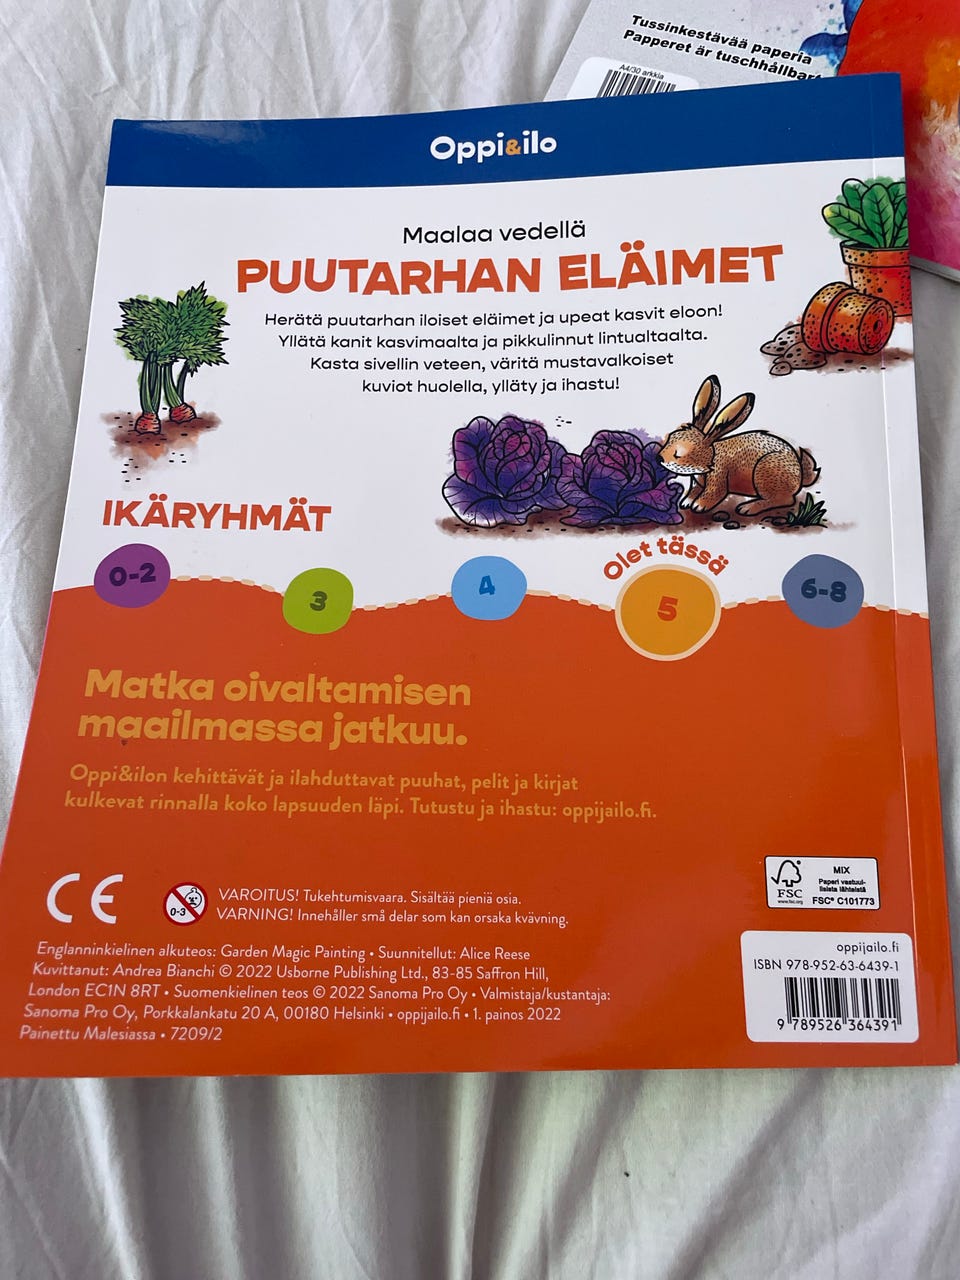 Tussinkestävää paperia
Papperet är tuschhållbart
A4/30 arkkia
Oppi&ilo
Maalaa vedellä
PUUTARHAN ELÄIMET
Herätä puutarhan iloiset eläimet ja upeat kasvit eloon!
Yllätä kanit kasvimaalta ja pikkulinnut lintualtaalta.
Kasta sivellin veteen, väritä mustavalkoiset
kuviot huolella, ylläty ja ihastu!
IKÄRYHMÄT
Olet tässä
0-2
3
4
5
6-8
Matka oivaltamisen
maailmassa jatkuu.
Oppi&ilon kehittävät ja ilahduttavat puuhat, pelit ja kirjat
kulkevat rinnalla koko lapsuuden läpi. Tutustu ja ihastu: oppijailo.fi.
CE
0-3
VAROITUS! Tukehtumisvaara. Sisältää pieniä osia.
VARNING! Innehåller små delar som kan orsaka kvävning.
FSC
www.fsc.org
MIX
Paperi vastuul-
lisista lähteistä
FSC® C101773
Englanninkielinen alkuteos: Garden Magic Painting • Suunnitellut: Alice Reese
Kuvittanut: Andrea Bianchi © 2022 Usborne Publishing Ltd., 83-85 Saffron Hill,
London EC1N 8RT • Suomenkielinen teos © 2022 Sanoma Pro Oy • Valmistaja/kustantaja:
Sanoma Pro Oy, Porkkalankatu 20 A, 00180 Helsinki • oppijailo.fi • 1. painos 2022
Painettu Malesiassa • 7209/2
oppijailo.fi
ISBN 978-952-63-6439-1
9 789526 364391